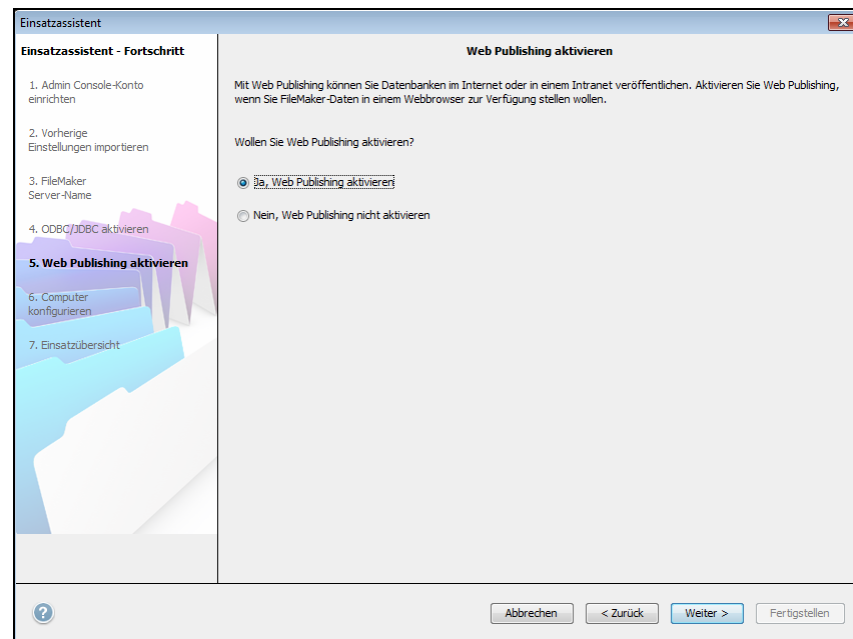 Einsatzassistent
Einsatzassistent - Fortschritt
1. Admin Console-Konto
einrichten
2. Vorherige
Einstellungen importieren
3. FileMaker
Server-Name
4. ODBC/JDBC aktivieren
5. Web Publishing aktivieren
6. Computer
konfigurieren
7. Einsatzübersicht
Web Publishing aktivieren
Mit Web Publishing können Sie Datenbanken im Internet oder in einem Intranet veröffentlichen. Aktivieren Sie Web Publishing,
wenn Sie FileMaker-Daten in einem Webbrowser zur Verfügung stellen wollen.
Wollen Sie Web Publishing aktivieren?
Ja, Web Publishing aktivieren
Nein, Web Publishing nicht aktivieren
?
Abbrechen
< Zurück
Weiter >
Fertigstellen